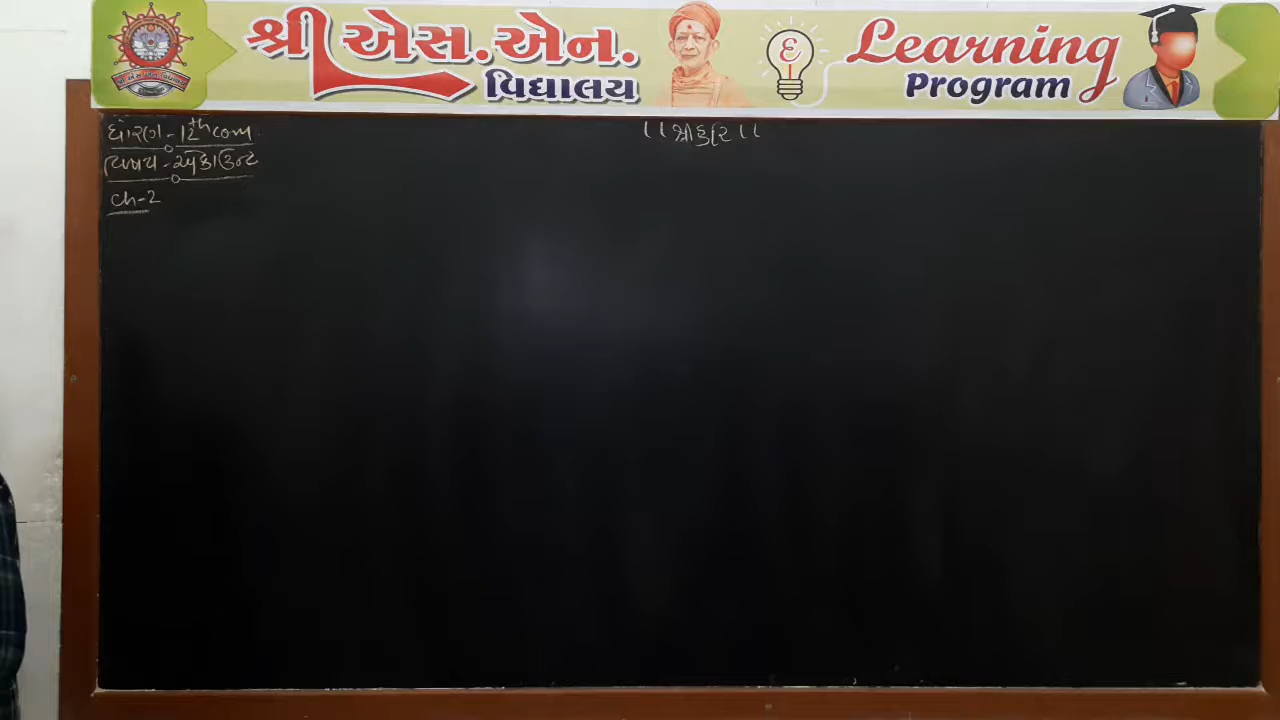 શ્રી એસ.એન.
વિદ્યાલય
Learning
Program
ધોરણ - 12th com
વિષય - એકાઉન્ટ
ch-2
।। શ્રી હરિ ।।